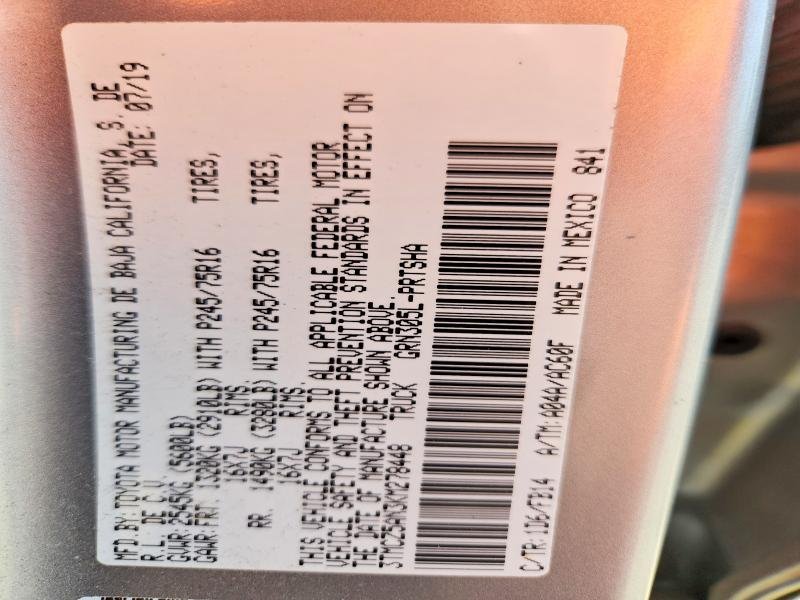 MFD.BY:TOYOTA MOTOR MANUFACTURING DE BAJA CALIFORNIA, S. DE
R.L. DE C.V. DATE: 07/19
GVWR:2545KG (5600LB)
GAWR:FRT. 1320KG (2910LB) WITH P245/75R16 TIRES,
16X7J RIMS.
RR. 1490KG (3280LB) WITH P245/75R16 TIRES,
16X7J RIMS.
THIS VEHICLE CONFORMS TO ALL APPLICABLE FEDERAL MOTOR
VEHICLE SAFETY AND THEFT PREVENTION STANDARDS IN EFFECT ON
THE DATE OF MANUFACTURE SHOWN ABOVE.
3TMCZ5AN3KM278448 TRUCK GRN305L-PRTSHA
C/TR:1D6/FB14 A/TM:A04A/AC60F MADE IN MEXICO 841